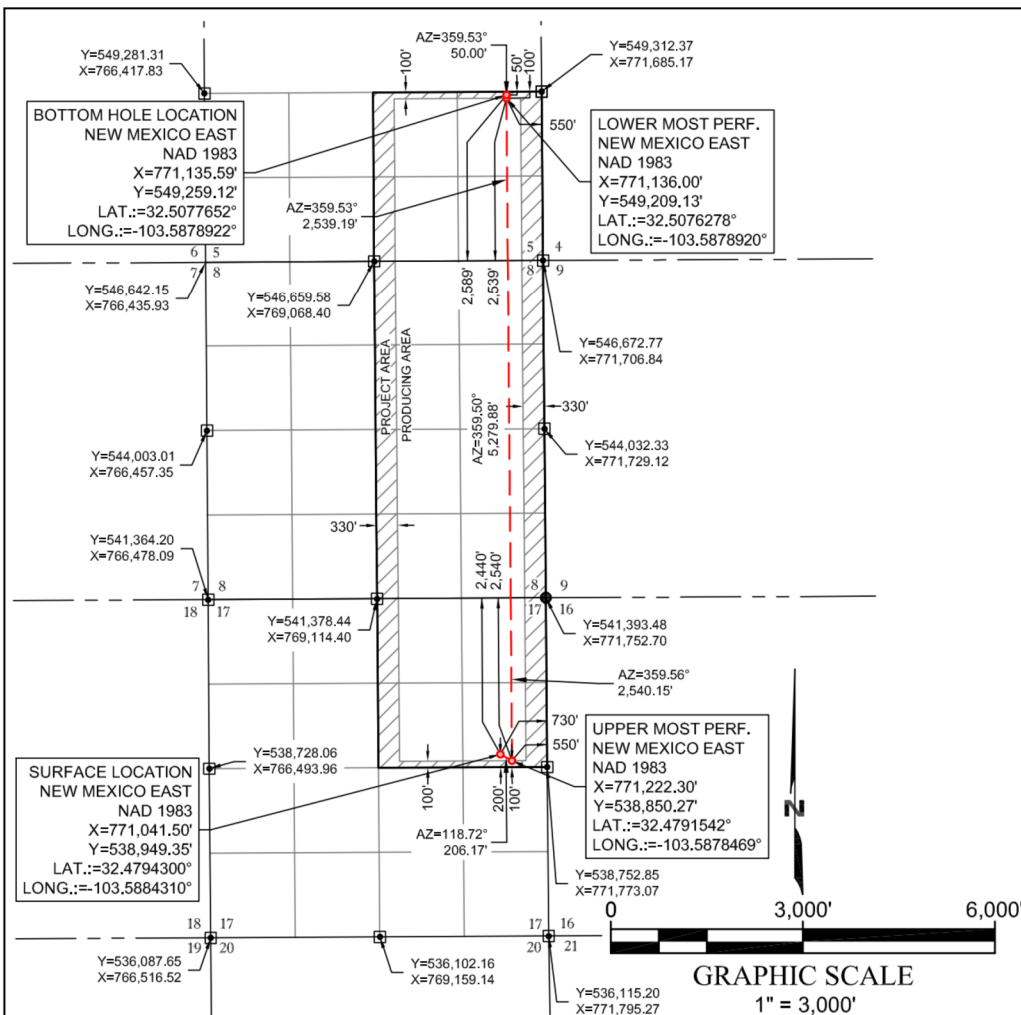 Y=549,281.31
X=766,417.83
AZ=359.53°
50.00'
100'
50'
100'
Y=549,312.37
X=771,685.17
BOTTOM HOLE LOCATION
NEW MEXICO EAST
NAD 1983
X=771,135.59'
Y=549,259.12'
LAT.:=32.5077652°
LONG.:=-103.5878922°
550'
LOWER MOST PERF.
NEW MEXICO EAST
NAD 1983
X=771,136.00'
Y=549,209.13'
LAT.:=32.5076278°
LONG.:=-103.5878920°
AZ=359.53°
2,539.19'
6 5
7 8
5 4
8 9
2,589'
2,539'
Y=546,642.15
X=766,435.93
Y=546,659.58
X=769,068.40
Y=546,672.77
X=771,706.84
PROJECT AREA
PRODUCING AREA
AZ=359.50°
5,279.88'
330'
Y=544,003.01
X=766,457.35
Y=544,032.33
X=771,729.12
330'
Y=541,364.20
X=766,478.09
2,440'
2,540'
7 8
18 17
8 9
17 16
Y=541,378.44
X=769,114.40
Y=541,393.48
X=771,752.70
AZ=359.56°
2,540.15'
730'
550'
UPPER MOST PERF.
NEW MEXICO EAST
NAD 1983
X=771,222.30'
Y=538,850.27'
LAT.:=32.4791542°
LONG.:=-103.5878469°
Y=538,728.06
X=766,493.96
SURFACE LOCATION
NEW MEXICO EAST
NAD 1983
X=771,041.50'
Y=538,949.35'
LAT.:=32.4794300°
LONG.:=-103.5884310°
100'
200'
100'
AZ=118.72°
206.17'
Y=538,752.85
X=771,773.07
N
18 17
19 20
17 16
20 21
Y=536,087.65
X=766,516.52
Y=536,102.16
X=769,159.14
Y=536,115.20
X=771,795.27
0 3,000' 6,000'
GRAPHIC SCALE
1" = 3,000'